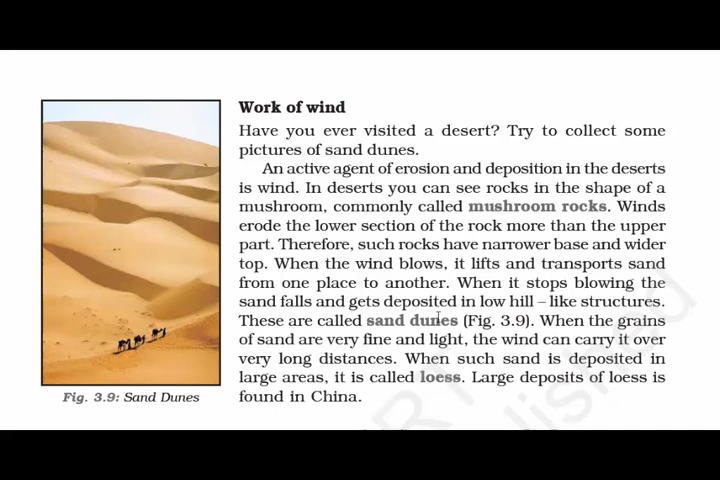 Work of wind
Have you ever visited a desert? Try to collect some
pictures of sand dunes.
An active agent of erosion and deposition in the deserts
is wind. In deserts you can see rocks in the shape of a
mushroom, commonly called mushroom rocks. Winds
erode the lower section of the rock more than the upper
part. Therefore, such rocks have narrower base and wider
top. When the wind blows, it lifts and transports sand
from one place to another. When it stops blowing the
sand falls and gets deposited in low hill – like structures.
These are called sand dunes (Fig. 3.9). When the grains
of sand are very fine and light, the wind can carry it over
very long distances. When such sand is deposited in
large areas, it is called loess. Large deposits of loess is
found in China.
Fig. 3.9: Sand Dunes